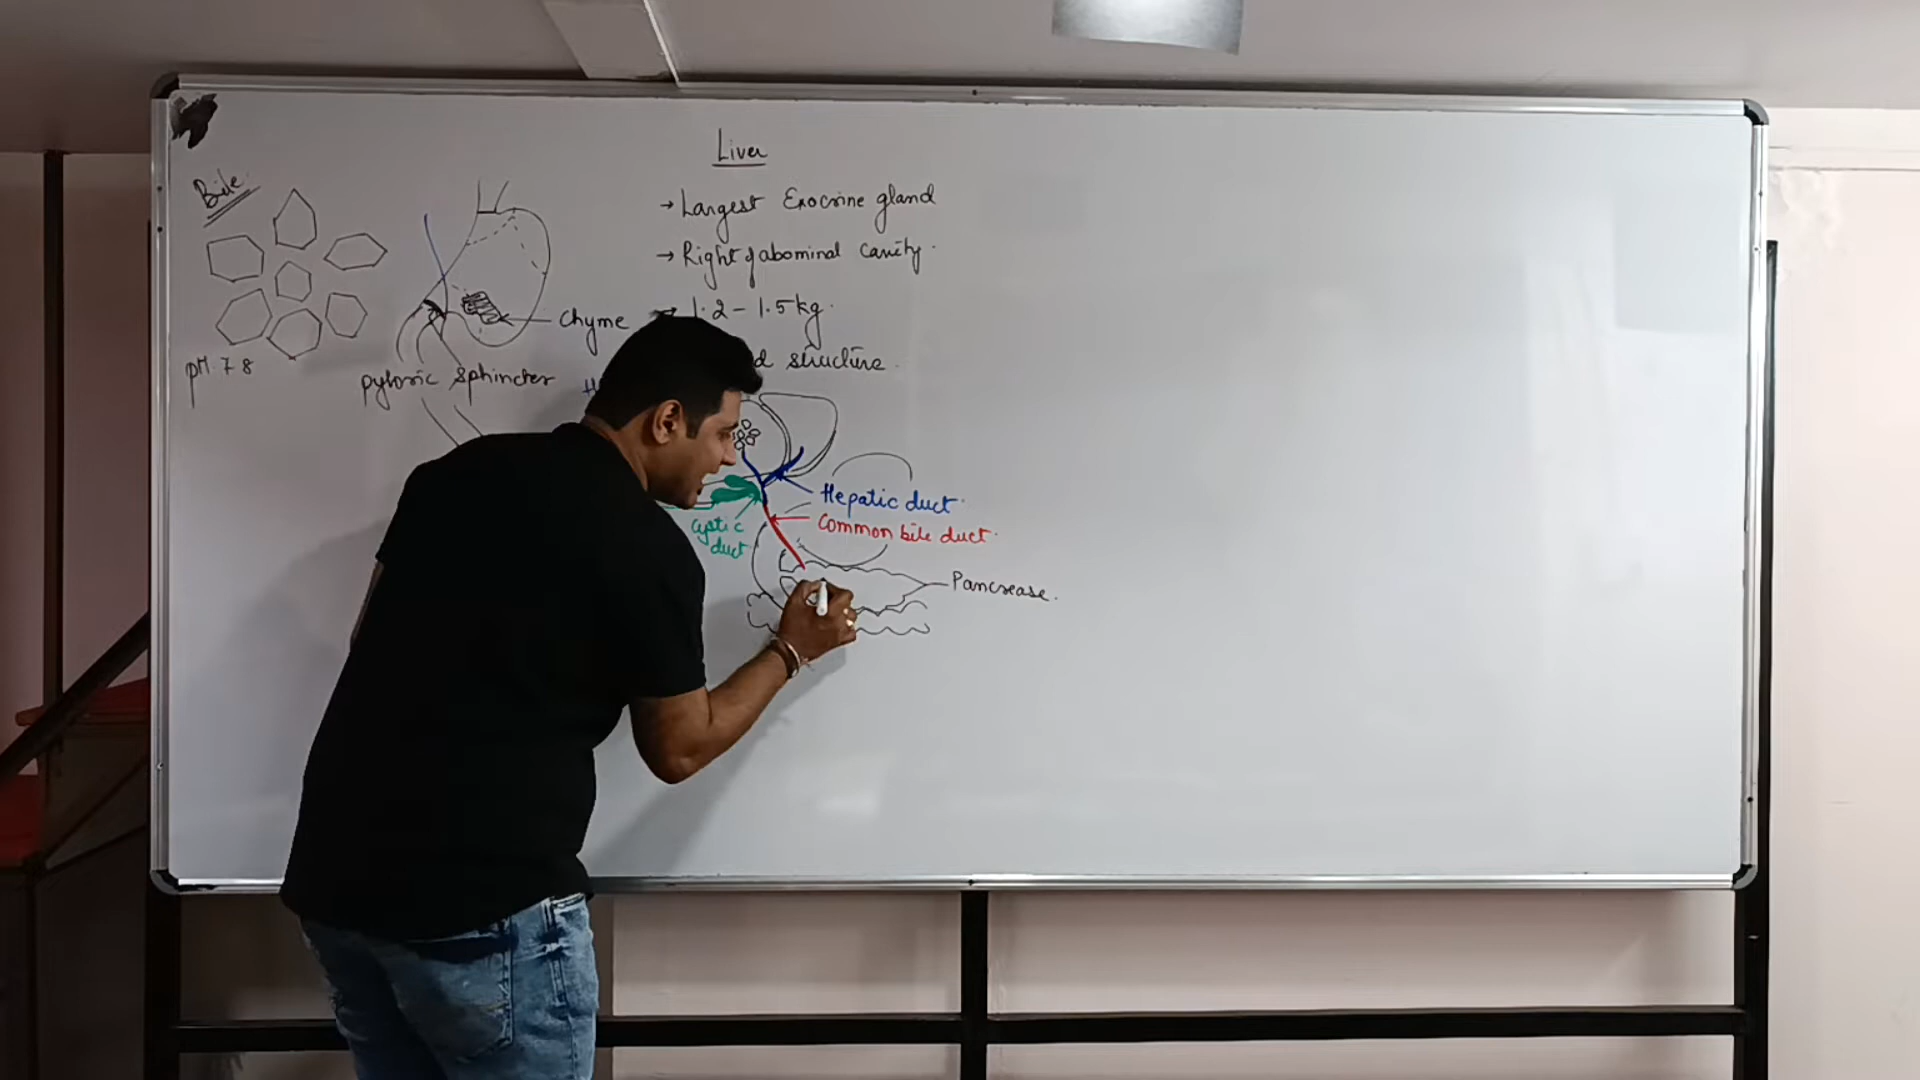 Liver
Bile
→ Largest Exocrine gland
→ Right of abominal cavity.
→ 1.2 - 1.5 kg.
structure.
Chyme
pH. 7.8
pyloric sphincter
Hepatic duct.
Common bile duct.
Cystic
duct
Pancrease.